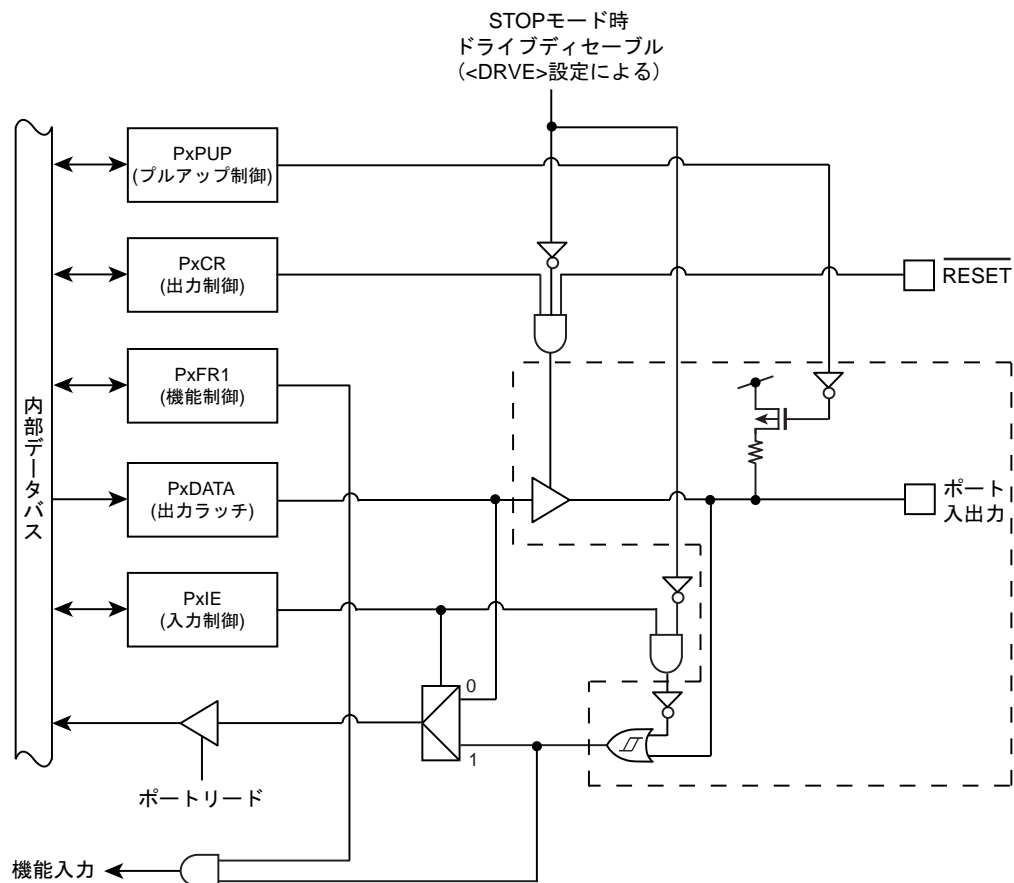 STOPモード時
ドライブディセーブル
(<DRVE>設定による)
PxPUP
(プルアップ制御)
PxCR
(出力制御)
RESET
PxFR1
(機能制御)
内部データバス
PxDATA
(出力ラッチ)
ポート
入出力
PxIE
(入力制御)
0
1
ポートリード
機能入力